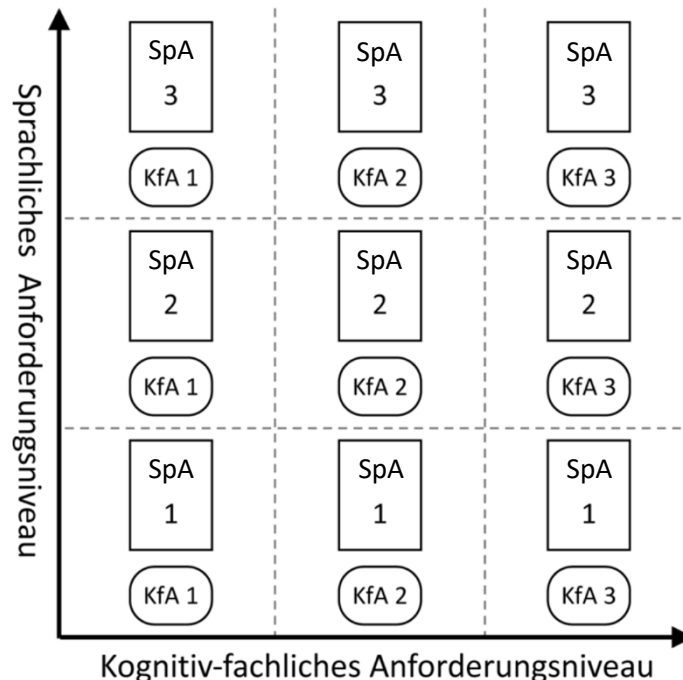 Sprachliches Anforderungsniveau
SpA SpA SpA
3 3 3
KfA 1 KfA 2 KfA 3
SpA SpA SpA
2 2 2
KfA 1 KfA 2 KfA 3
SpA SpA SpA
1 1 1
KfA 1 KfA 2 KfA 3
Kognitiv-fachliches Anforderungsniveau